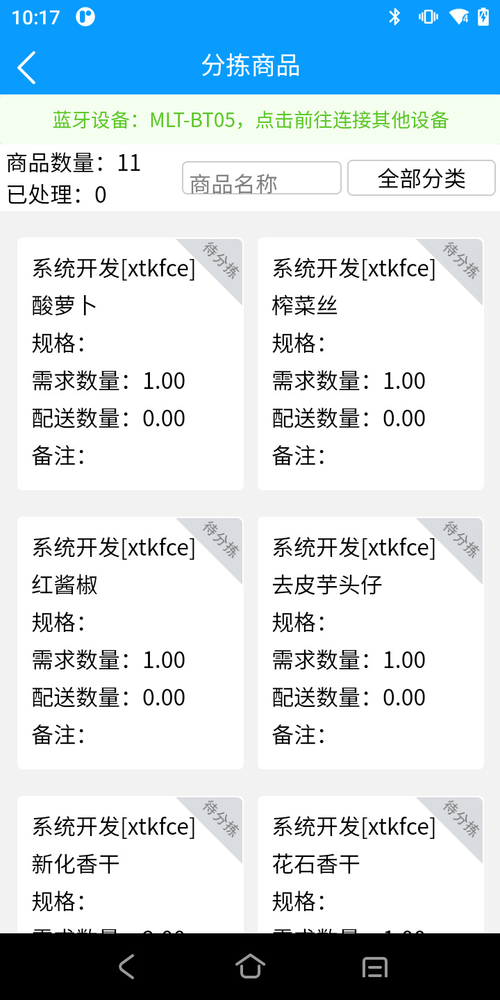 10:17
分拣商品
蓝牙设备：MLT-BT05，点击前往连接其他设备
商品数量：11
已处理：0
商品名称
全部分类
待分拣
系统开发[xtkfce]
酸萝卜
规格：
需求数量：1.00
配送数量：0.00
备注：
待分拣
系统开发[xtkfce]
榨菜丝
规格：
需求数量：1.00
配送数量：0.00
备注：
待分拣
系统开发[xtkfce]
红酱椒
规格：
需求数量：1.00
配送数量：0.00
备注：
待分拣
系统开发[xtkfce]
去皮芋头仔
规格：
需求数量：1.00
配送数量：0.00
备注：
待分拣
系统开发[xtkfce]
新化香干
规格：
待分拣
系统开发[xtkfce]
花石香干
规格：